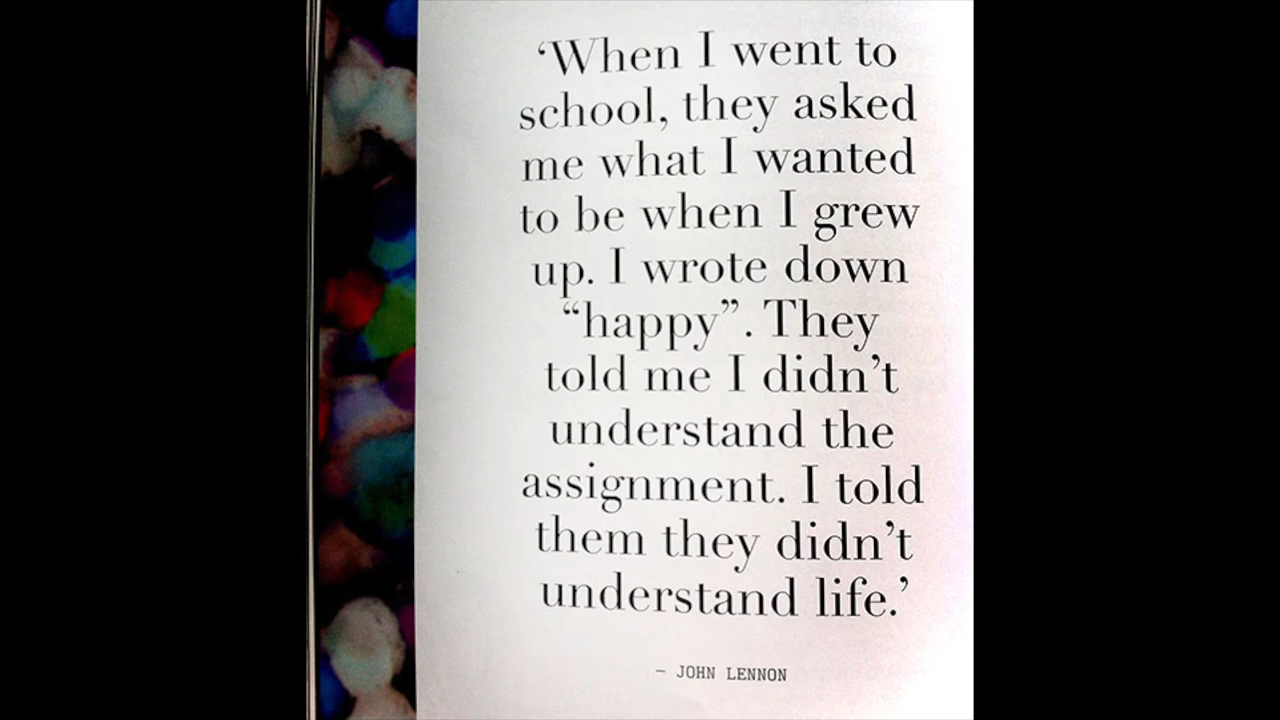 ‘When I went to
school, they asked
me what I wanted
to be when I grew
up. I wrote down
“happy”. They
told me I didn’t
understand the
assignment. I told
them they didn’t
understand life.’
– JOHN LENNON